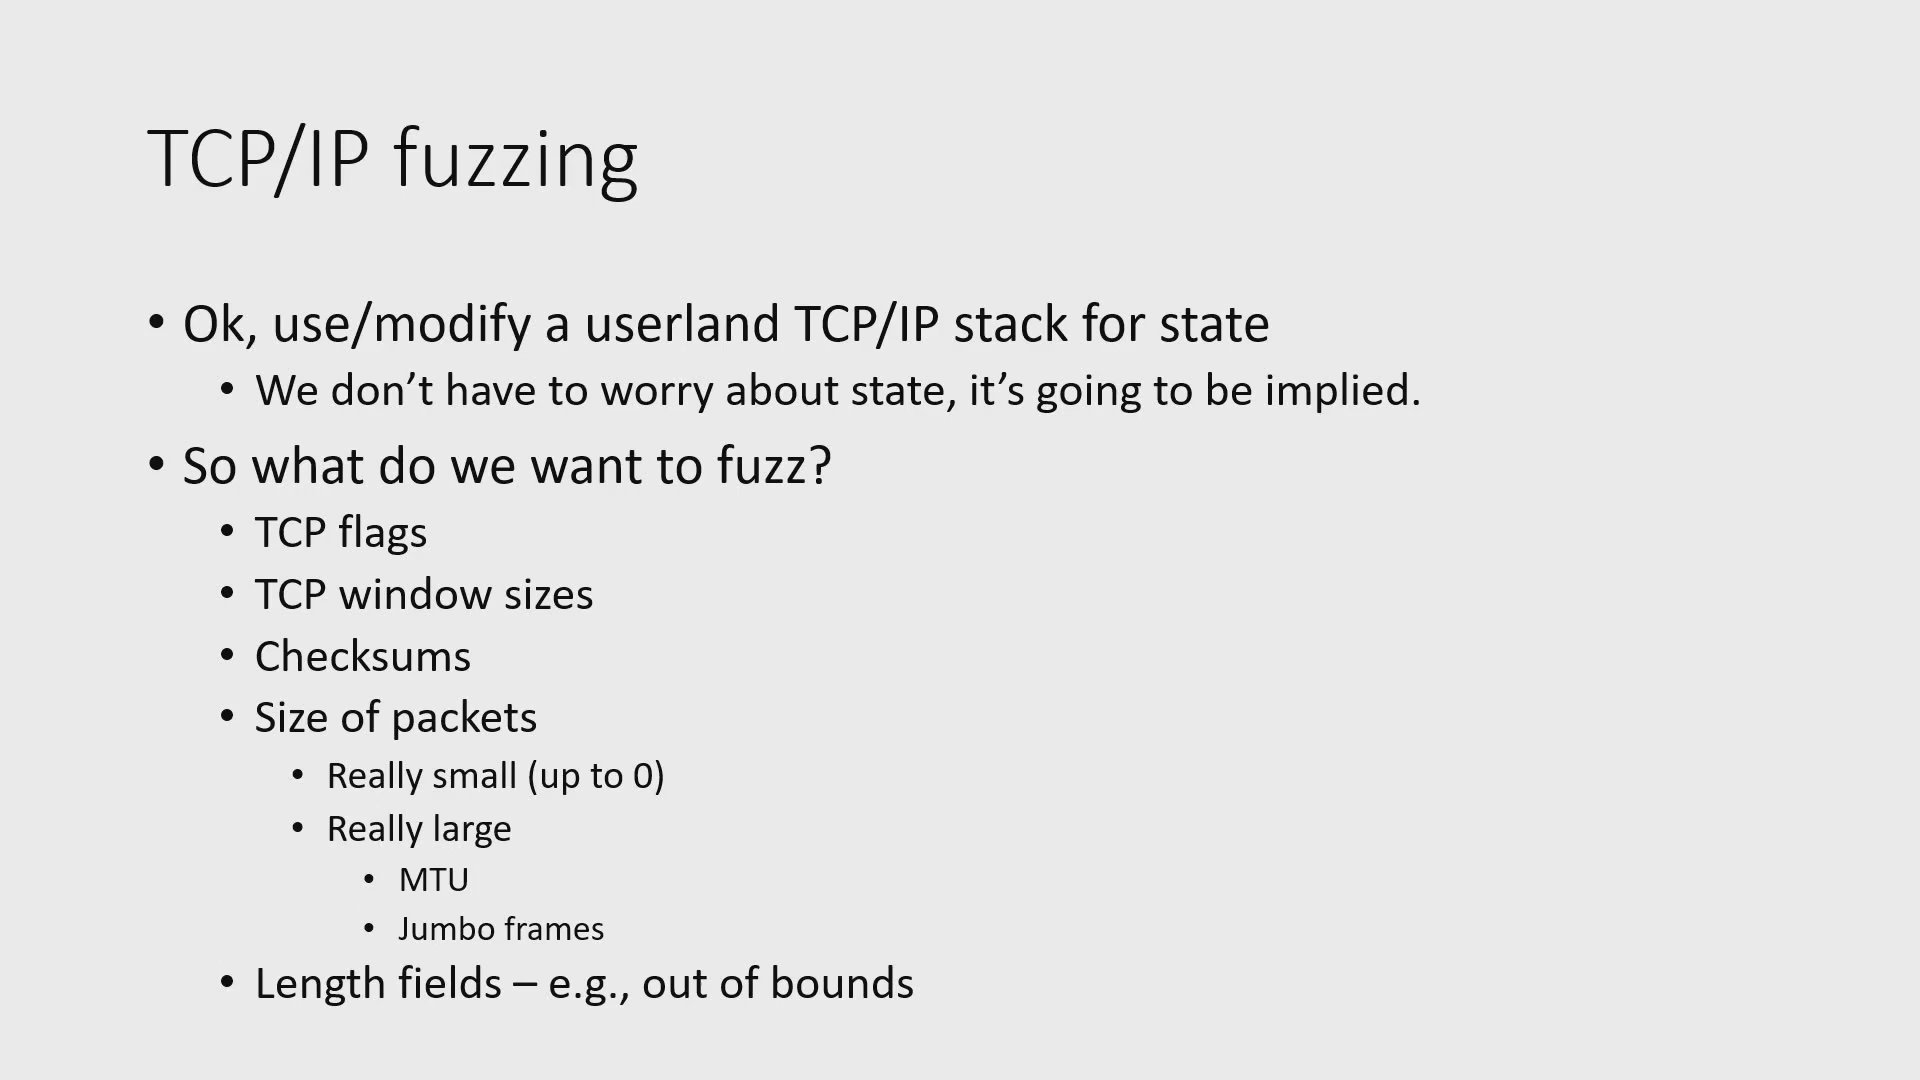 TCP/IP fuzzing
• Ok, use/modify a userland TCP/IP stack for state
• We don’t have to worry about state, it’s going to be implied.
• So what do we want to fuzz?
• TCP flags
• TCP window sizes
• Checksums
• Size of packets
• Really small (up to 0)
• Really large
• MTU
• Jumbo frames
• Length fields – e.g., out of bounds